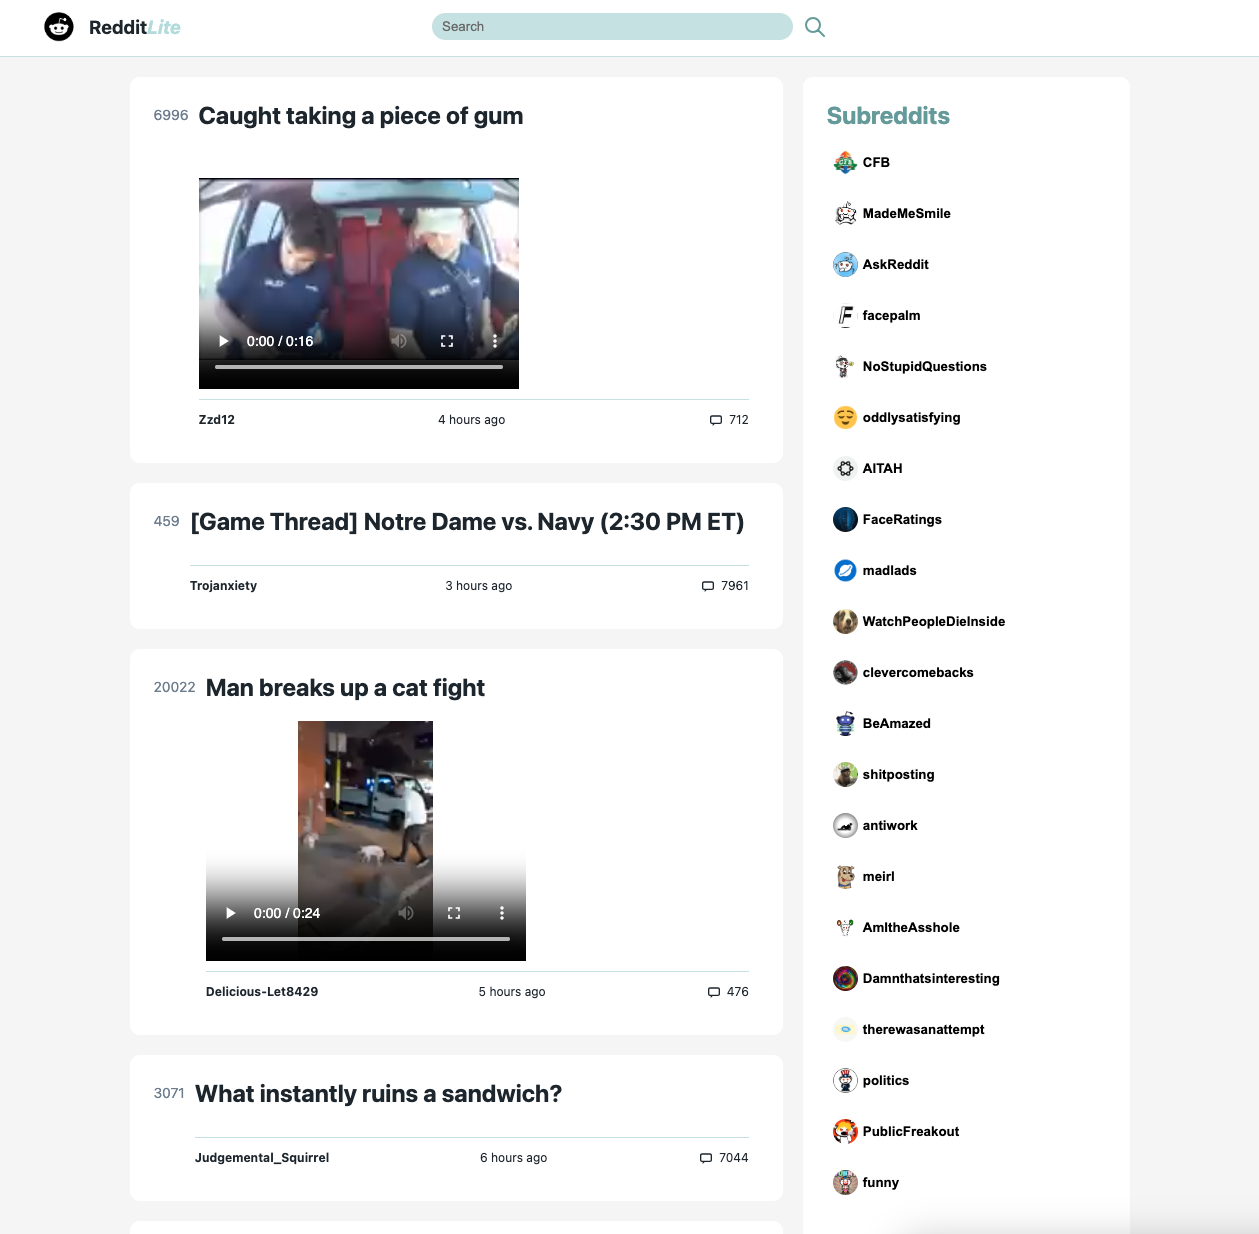 RedditLite
Search
6996 Caught taking a piece of gum
0:00 / 0:16
Zzd12 4 hours ago 712
459 [Game Thread] Notre Dame vs. Navy (2:30 PM ET)
Trojanxiety 3 hours ago 7961
20022 Man breaks up a cat fight
0:00 / 0:24
Delicious-Let8429 5 hours ago 476
3071 What instantly ruins a sandwich?
Judgemental_Squirrel 6 hours ago 7044
Subreddits
CFB
MadeMeSmile
AskReddit
facepalm
NoStupidQuestions
oddlysatisfying
AITAH
FaceRatings
madlads
WatchPeopleDieInside
clevercomebacks
BeAmazed
shitposting
antiwork
meirl
AmItheAsshole
Damnthatsinteresting
therewasanattempt
politics
PublicFreakout
funny